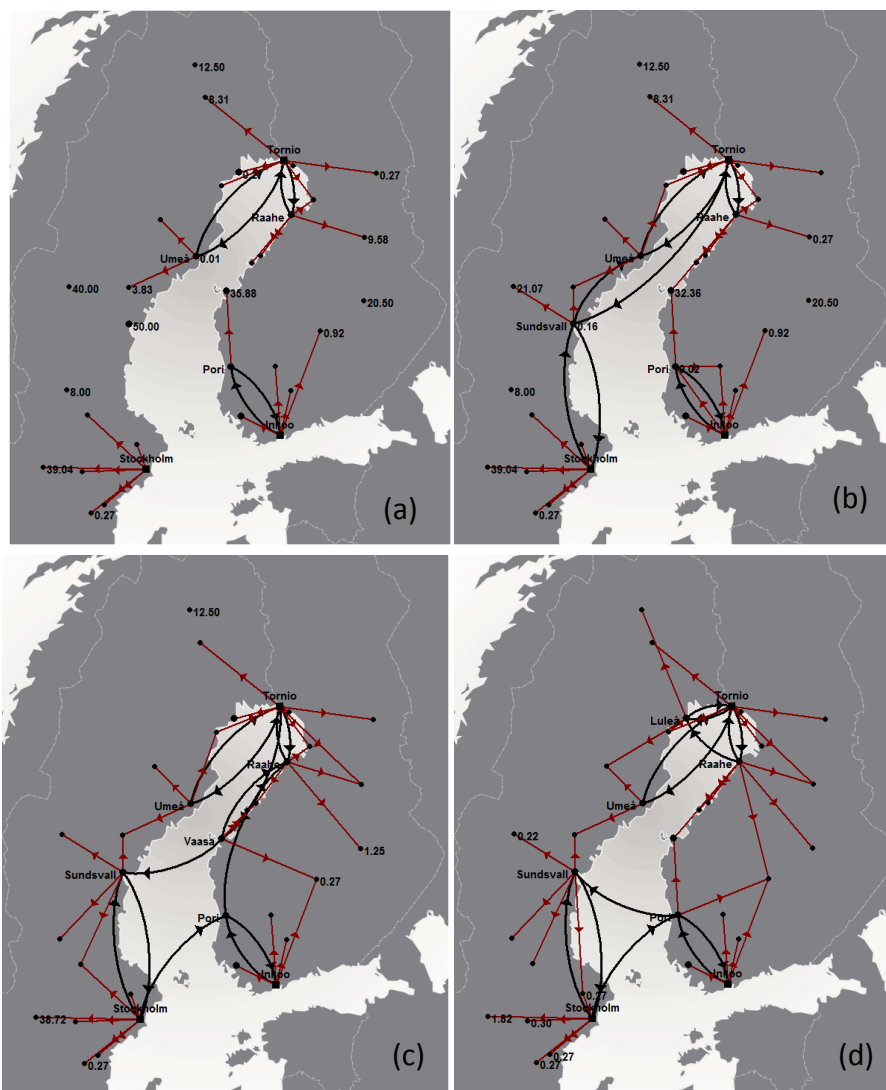 12.50
8.31
Tornio
0.27
0.27
Raahe
9.58
Umeå 0.01
40.00
3.83
35.88
20.50
50.00
0.92
Pori
8.00
Inkoo
Stockholm
39.04
0.27
(a)
12.50
8.31
Tornio
Raahe
0.27
Umeå
21.07
32.36
20.50
Sundsvall 0.16
0.92
Pori 0.02
8.00
Inkoo
Stockholm
39.04
0.27
(b)
12.50
Tornio
Raahe
Umeå
Vaasa
1.25
Sundsvall
0.27
Pori
Inkoo
Stockholm
38.72
0.27
(c)
Tornio
Luleå
Raahe
Umeå
0.22
Sundsvall
Pori
Inkoo
0.27
Stockholm
1.82
0.30
0.27
0.27
(d)